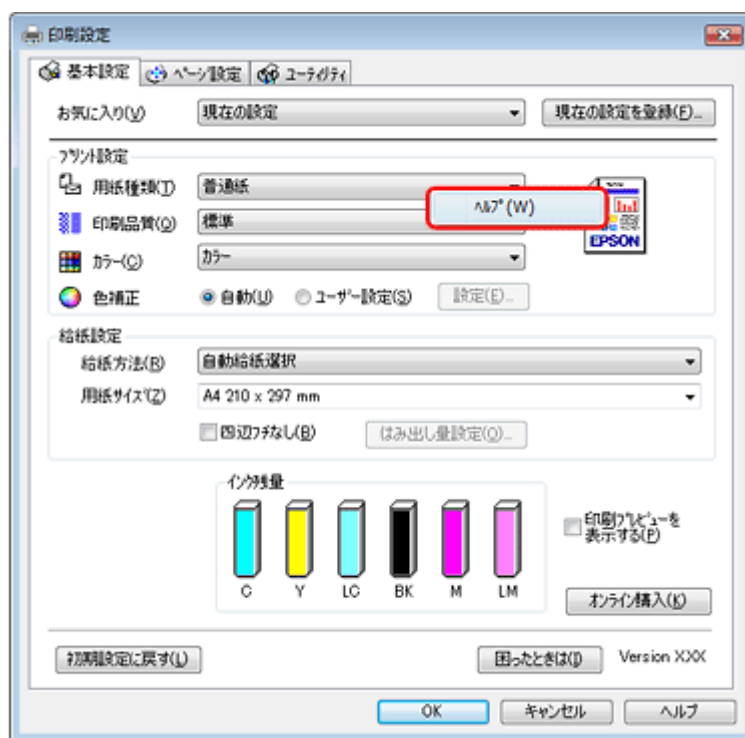 印刷設定
基本設定 ページ設定 ユーティリティ
お気に入り(V) 現在の設定 現在の設定を登録(F)...
プリント設定
用紙種類(T) 普通紙
ヘルプ(W)
印刷品質(Q) 標準
EPSON
カラー(C) カラー
色補正 自動(U) ユーザー設定(S) 設定(E)...
給紙設定
給紙方法(R) 自動給紙選択
用紙サイズ(Z) A4 210 x 297 mm
四辺フチなし(B) はみ出し量設定(O)...
インク残量
C Y LC BK M LM
印刷プレビューを
表示する(P)
オンライン購入(K)
初期設定に戻す(L) 困ったときは(I) Version XXX
OK キャンセル ヘルプ